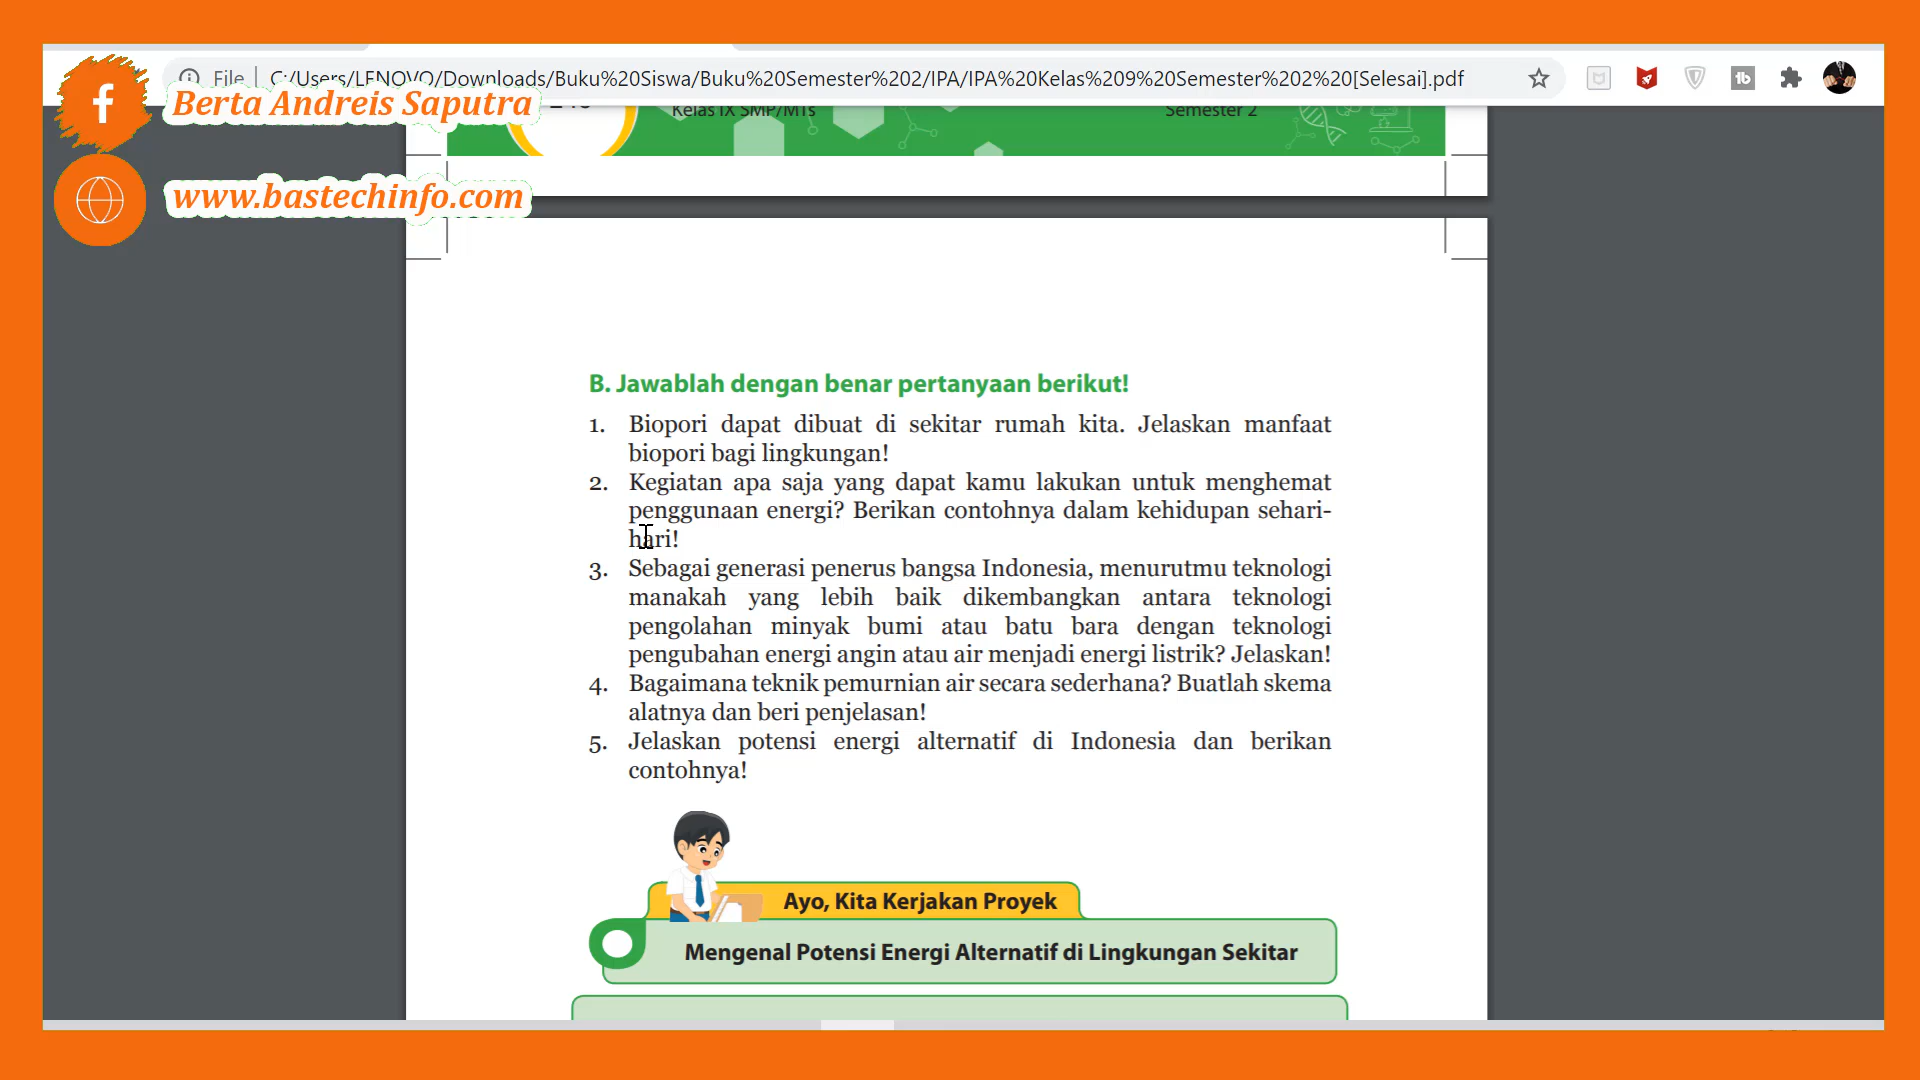 File
C:/Users/LENOVO/Downloads/Buku%20Siswa/Buku%20Semester%202/IPA/IPA%20Kelas%209%20Semester%202%20[Selesai].pdf
Berta Andreis Saputra
Kelas IX SMP/MTs
Semester 2
www.bastechinfo.com
B. Jawablah dengan benar pertanyaan berikut!
1. Biopori dapat dibuat di sekitar rumah kita. Jelaskan manfaat
biopori bagi lingkungan!
2. Kegiatan apa saja yang dapat kamu lakukan untuk menghemat
penggunaan energi? Berikan contohnya dalam kehidupan sehari-
hari!
3. Sebagai generasi penerus bangsa Indonesia, menurutmu teknologi
manakah yang lebih baik dikembangkan antara teknologi
pengolahan minyak bumi atau batu bara dengan teknologi
pengubahan energi angin atau air menjadi energi listrik? Jelaskan!
4. Bagaimana teknik pemurnian air secara sederhana? Buatlah skema
alatnya dan beri penjelasan!
5. Jelaskan potensi energi alternatif di Indonesia dan berikan
contohnya!
Ayo, Kita Kerjakan Proyek
Mengenal Potensi Energi Alternatif di Lingkungan Sekitar